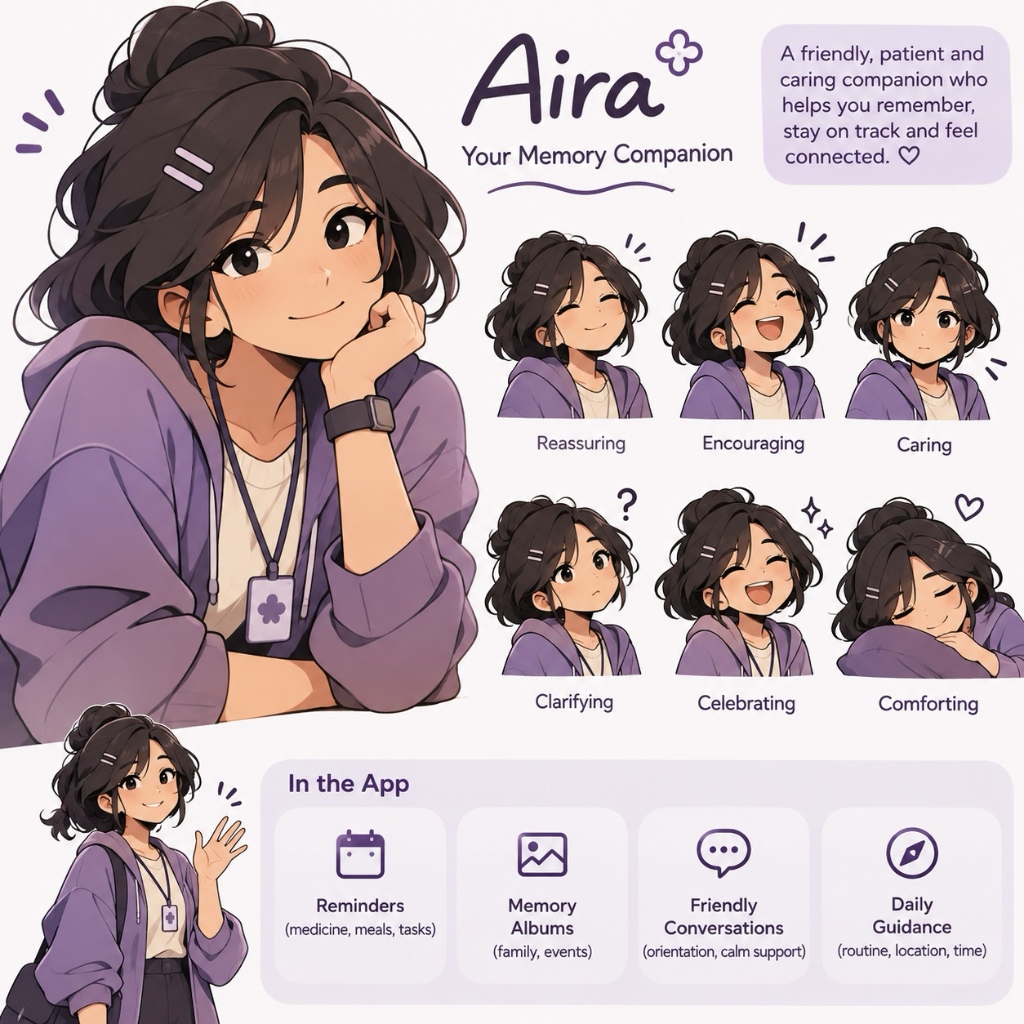 Aira
Your Memory Companion
A friendly, patient and
caring companion who
helps you remember,
stay on track and feel
connected. ♡
Reassuring
Encouraging
Caring
?
Clarifying
Celebrating
Comforting
In the App
Reminders
(medicine, meals, tasks)
Memory
Albums
(family, events)
Friendly
Conversations
(orientation, calm support)
Daily
Guidance
(routine, location, time)